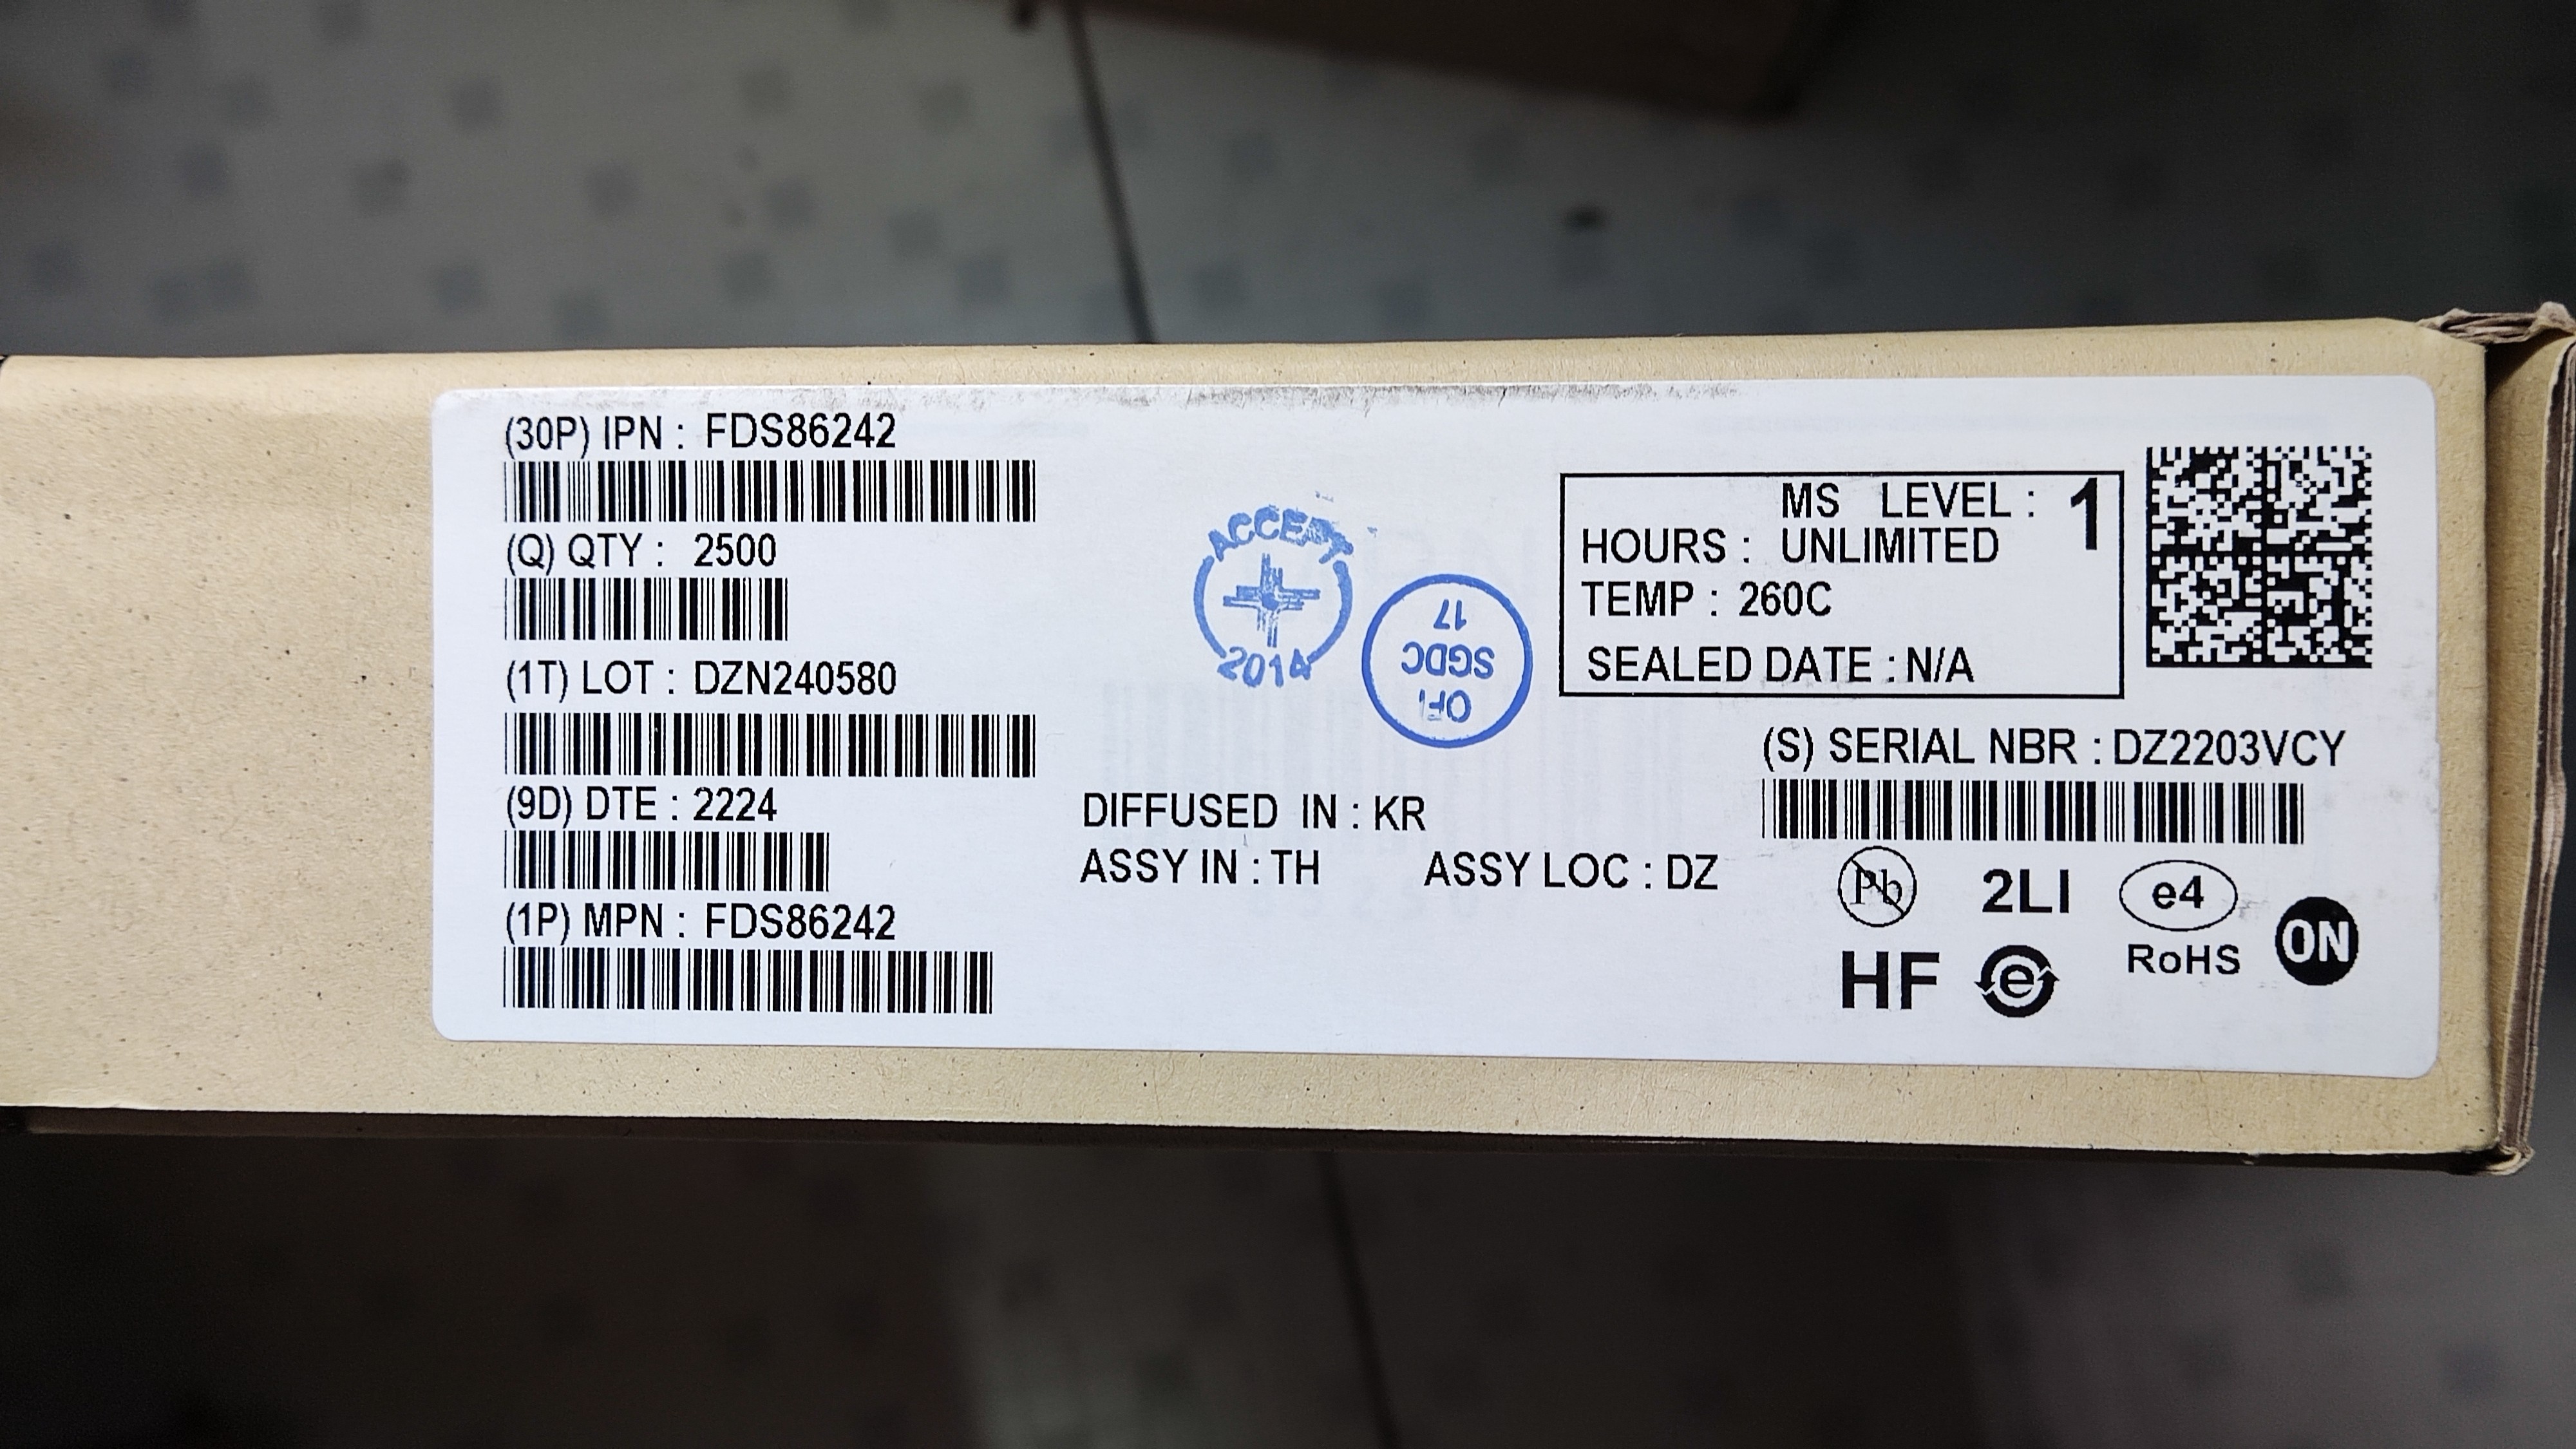 (30P) IPN : FDS86242
(Q) QTY : 2500
(1T) LOT : DZN240580
(9D) DTE : 2224
(1P) MPN : FDS86242
ACCEPT
2014
OFL
SGDC
17
DIFFUSED IN : KR
ASSY IN : TH ASSY LOC : DZ
MS LEVEL : 1
HOURS : UNLIMITED
TEMP : 260C
SEALED DATE : N/A
(S) SERIAL NBR : DZ2203VCY
Pb 2LI e4
RoHS
HF e
ON